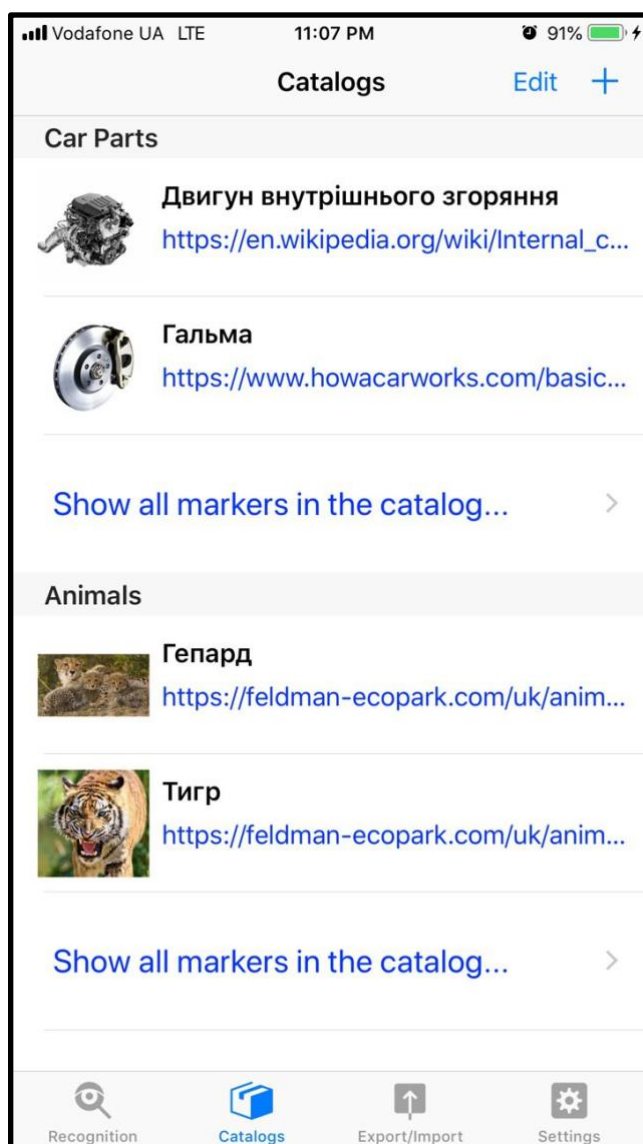 Vodafone UA LTE 11:07 PM 91%
Catalogs Edit +
Car Parts
Двигун внутрішнього згоряння
https://en.wikipedia.org/wiki/Internal_c...
Гальма
https://www.howacarworks.com/basic...
Show all markers in the catalog...
Animals
Гепард
https://feldman-ecopark.com/uk/anim...
Тигр
https://feldman-ecopark.com/uk/anim...
Show all markers in the catalog...
Recognition Catalogs Export/Import Settings